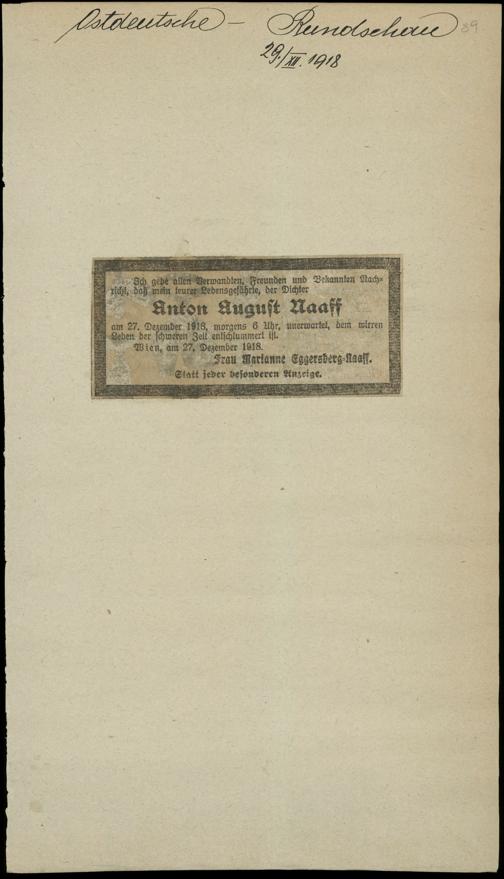 Ostdeutsche – Rundschau
89
29./XII. 1918
Ich gebe allen Verwandten, Freunden und Bekannten Nach-
richt, daß mein teurer Lebensgefährte, der Dichter
Anton August Naaff
am 27. Dezember 1918, morgens 6 Uhr, unerwartet, dem wirren
Leben der schweren Zeit entschlummert ist.
Wien, am 27. Dezember 1918.
Frau Marianne Eggersberg-Naaff.
Statt jeder besonderen Anzeige.